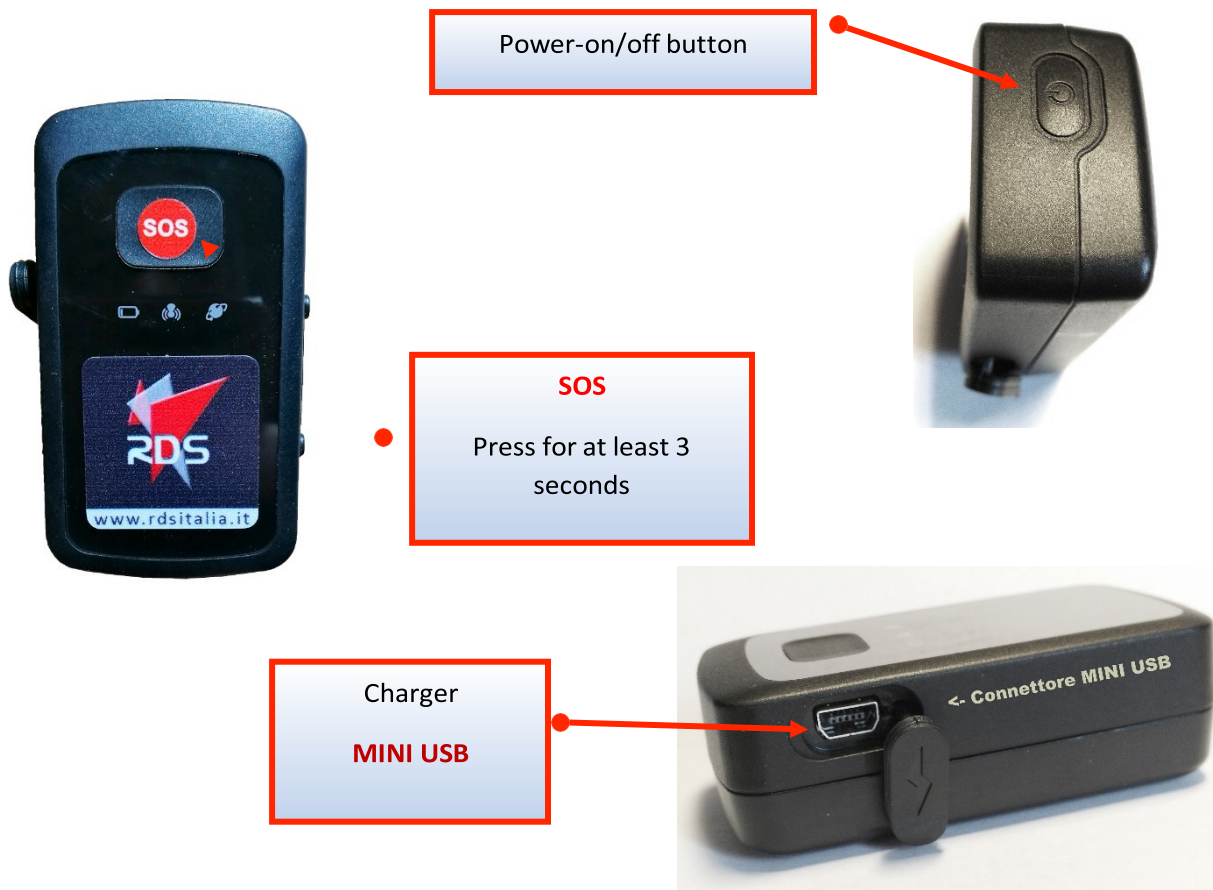 Power-on/off button
SOS
RDS
www.rdsitalia.it
SOS
Press for at least 3
seconds
Charger
MINI USB
<- Connettore MINI USB